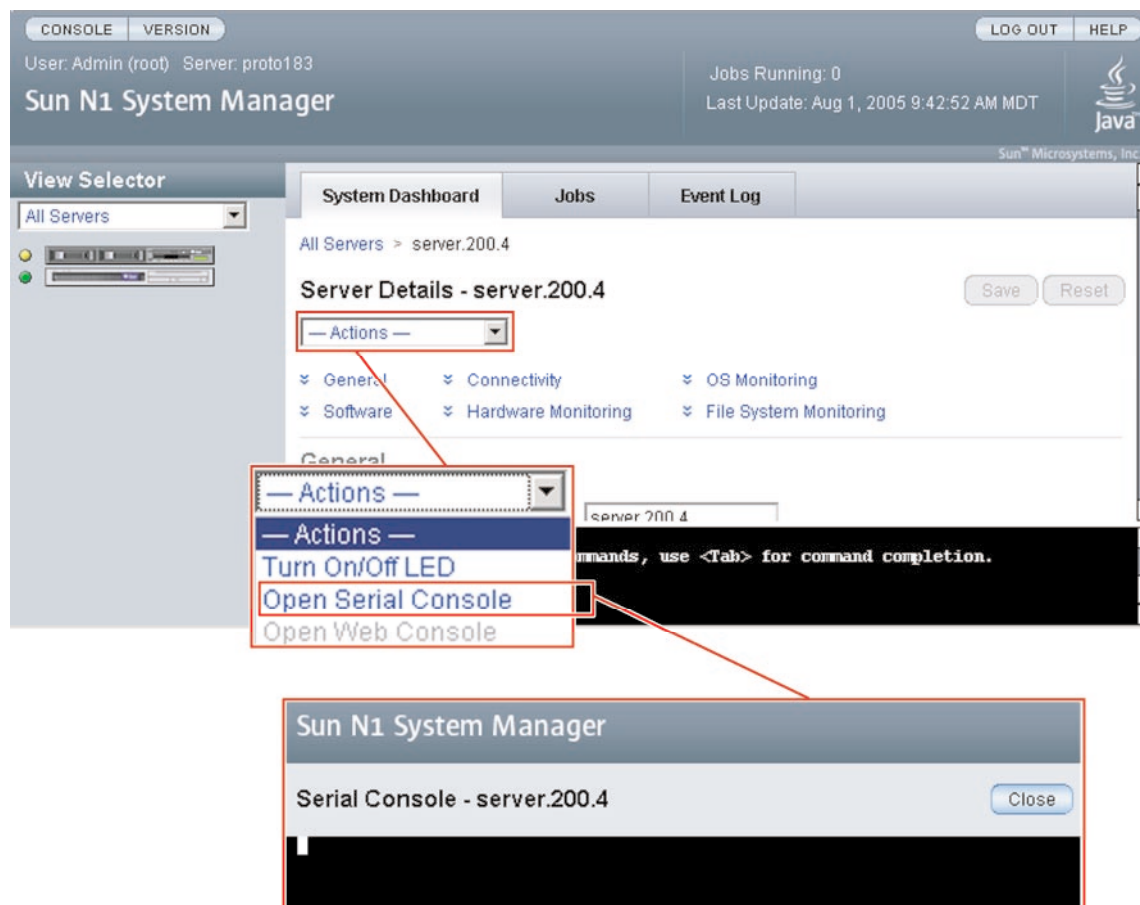 CONSOLE VERSION LOG OUT HELP
User: Admin (root) Server: proto183
Jobs Running: 0
Sun N1 System Manager
Last Update: Aug 1, 2005 9:42:52 AM MDT
Java
Sun™ Microsystems, Inc
View Selector
All Servers
System Dashboard Jobs Event Log
All Servers > server.200.4
Server Details - server.200.4
Save Reset
— Actions —
General Connectivity OS Monitoring
Software Hardware Monitoring File System Monitoring
General
server.200.4
— Actions —
— Actions —
Turn On/Off LED
Open Serial Console
Open Web Console
mmands, use <Tab> for command completion.
Sun N1 System Manager
Serial Console - server.200.4
Close